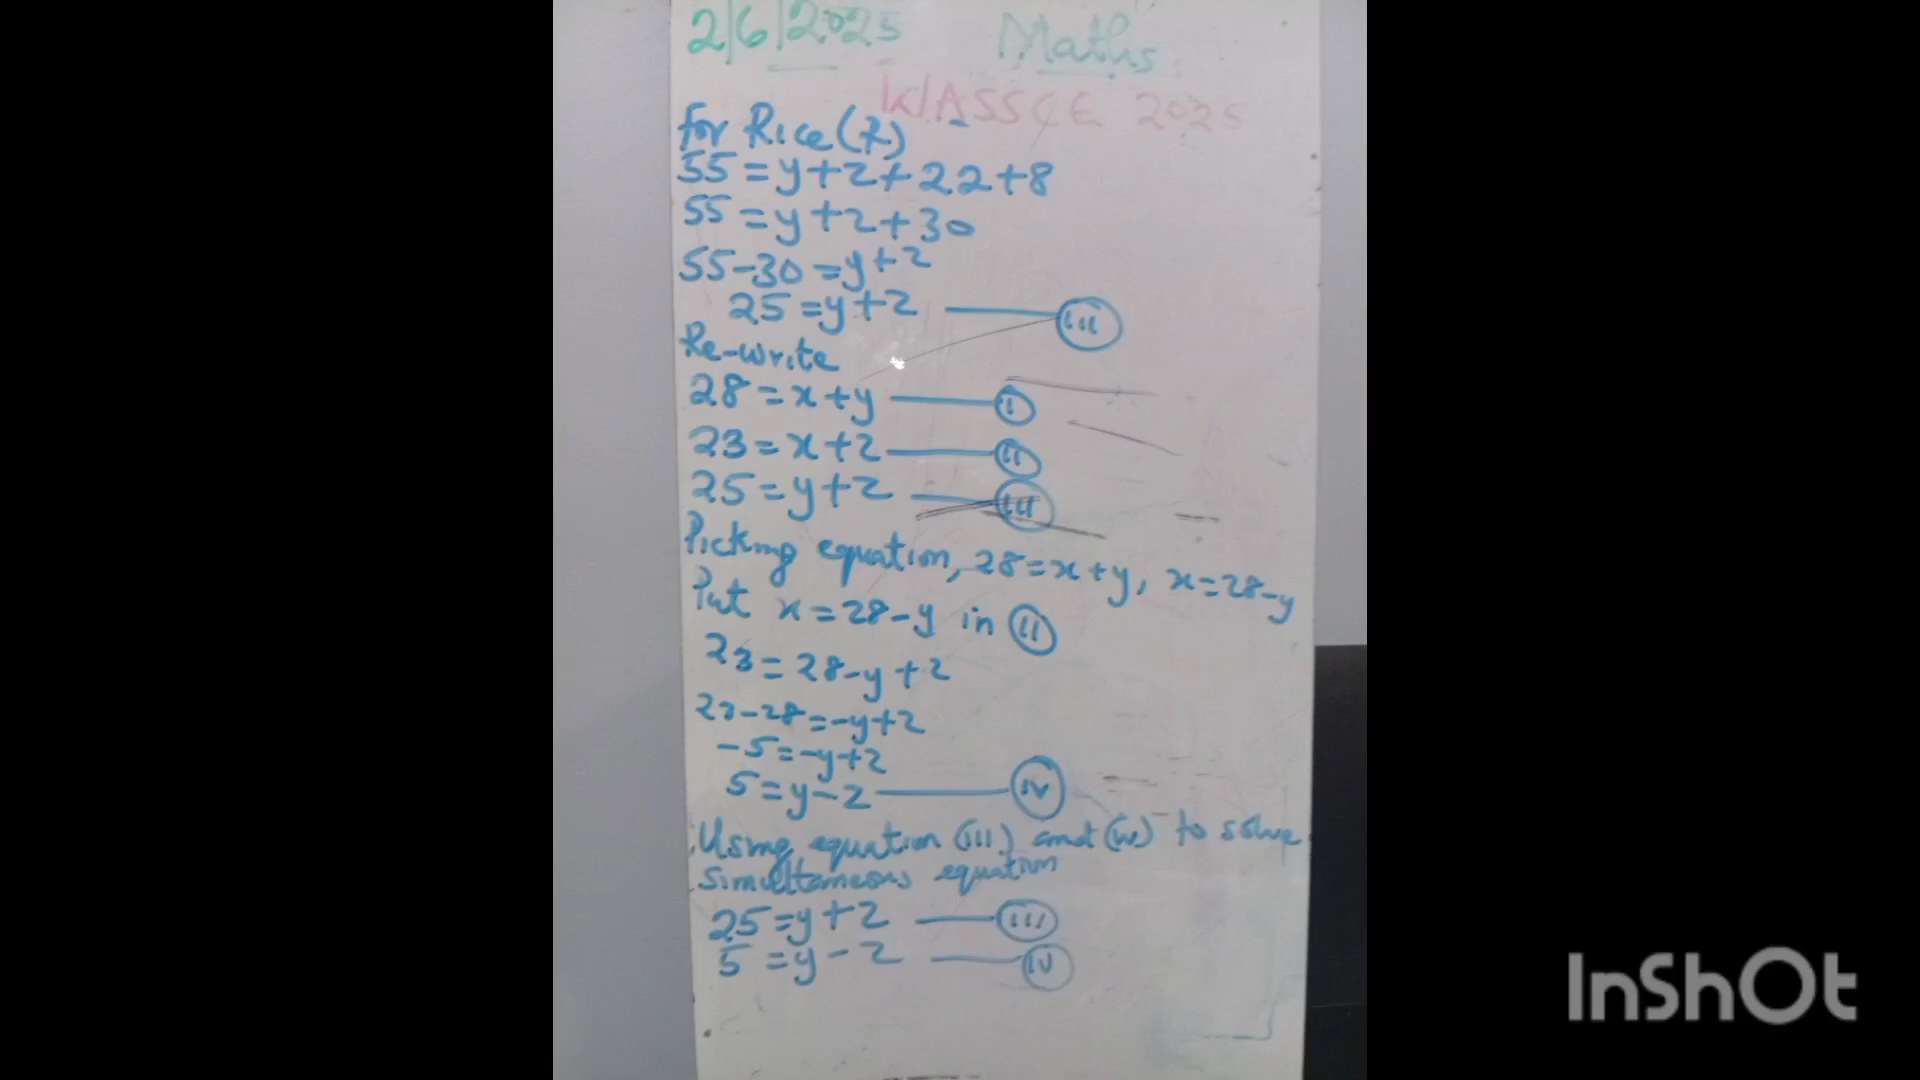 2/6/2025 Maths
WASSCE 2025
For Rice (R)
55=y+z+22+8
55=y+z+30
55-30=y+z
25=y+z (iii)
Re-write
28=x+y (i)
23=x+z (ii)
25=y+z (iii)
Picking equation, 28=x+y, x=28-y
Put x=28-y in (ii)
23=28-y+z
23-28=-y+z
-5=-y+z
5=y-z (iv)
Using equation (iii) and (iv) to solve
simultaneous equation
25=y+z (iii)
5=y-z (iv)
InShOt